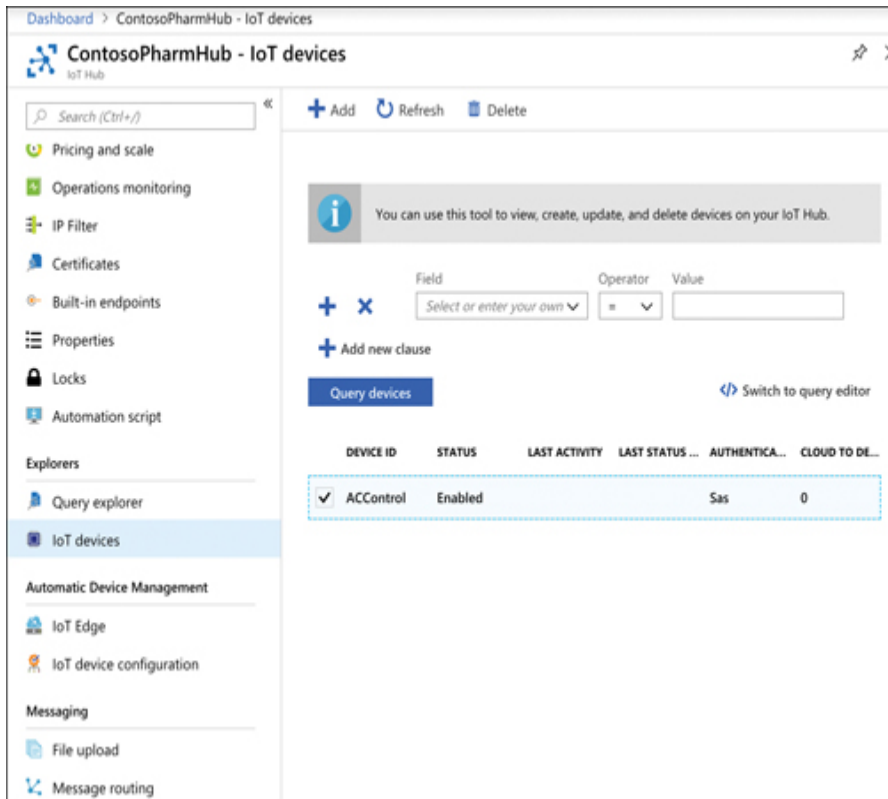 Dashboard > ContosoPharmHub - IoT devices
ContosoPharmHub - IoT devices
IoT Hub
Search (Ctrl+/)
Pricing and scale
Operations monitoring
IP Filter
Certificates
Built-in endpoints
Properties
Locks
Automation script
Explorers
Query explorer
IoT devices
Automatic Device Management
IoT Edge
IoT device configuration
Messaging
File upload
Message routing
Add Refresh Delete
You can use this tool to view, create, update, and delete devices on your IoT Hub.
Field Operator Value
Select or enter your own =
Add new clause
Query devices </> Switch to query editor
DEVICE ID STATUS LAST ACTIVITY LAST STATUS ... AUTHENTICA... CLOUD TO DE...
ACControl Enabled Sas 0